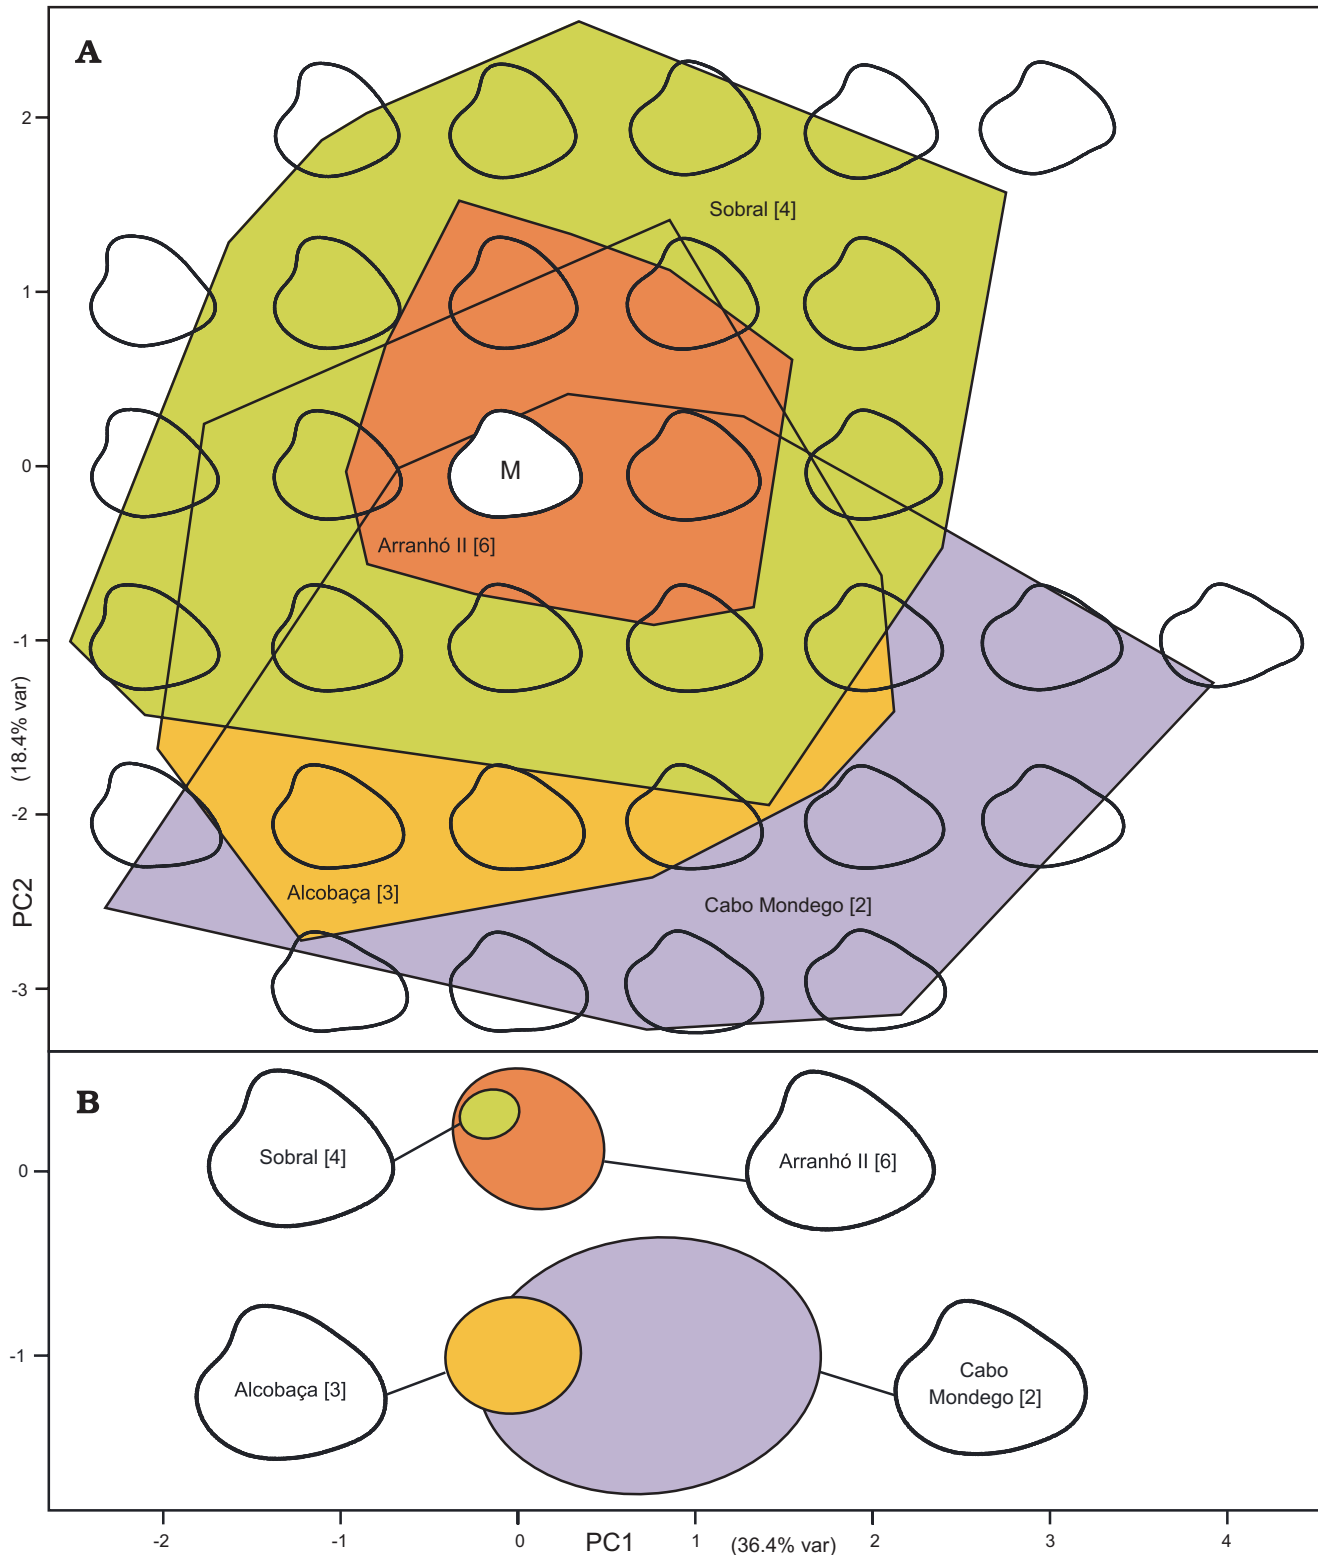 A
2
1
0
-1
-2
-3
PC2 (18.4% var)
Sobral [4]
M
Arranhó II [6]
Alcobaça [3]
Cabo Mondego [2]
B
0
-1
Sobral [4]
Arranhó II [6]
Alcobaça [3]
Cabo
Mondego [2]
-2
-1
0
1
2
3
4
PC1 (36.4% var)